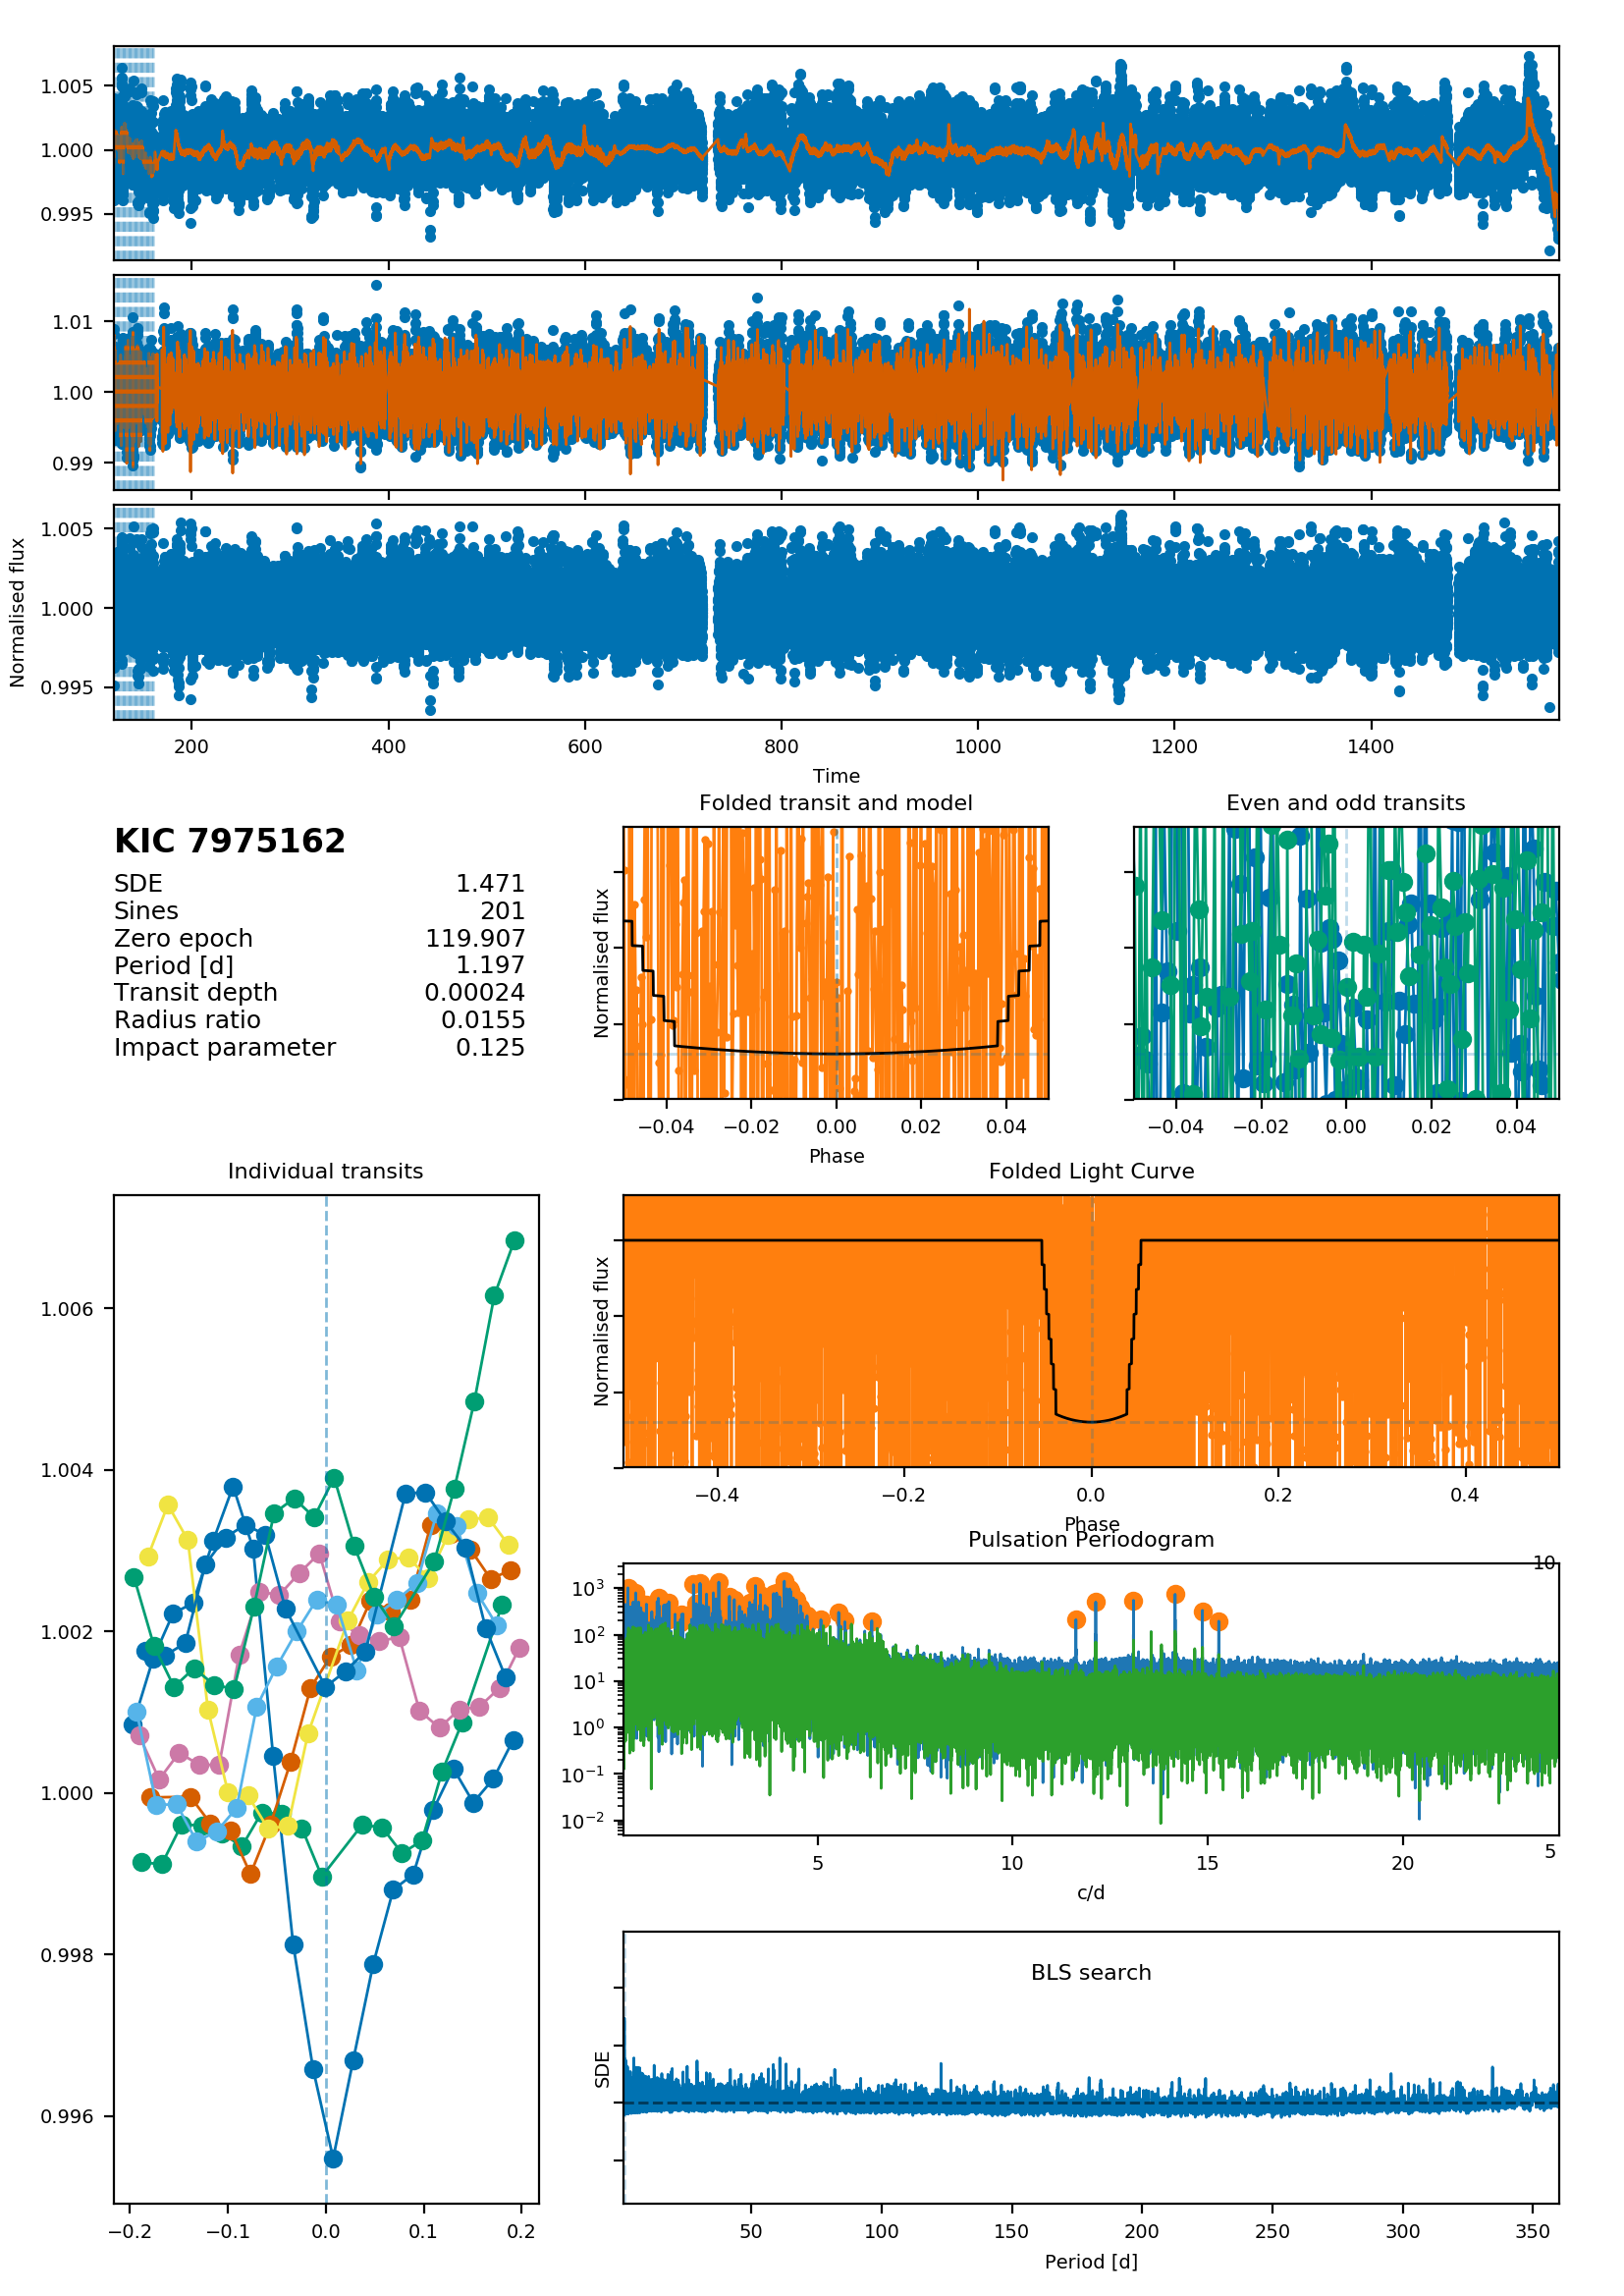 1.005
1.000
0.995
1.01
1.00
0.99
1.005
1.000
0.995
Normalised flux
200 400 600 800 1000 1200 1400
Time
KIC 7975162
SDE 1.471
Sines 201
Zero epoch 119.907
Period [d] 1.197
Transit depth 0.00024
Radius ratio 0.0155
Impact parameter 0.125
Folded transit and model
Normalised flux
−0.04 −0.02 0.00 0.02 0.04
Phase
Even and odd transits
−0.04 −0.02 0.00 0.02 0.04
Individual transits
1.006
1.004
1.002
1.000
0.998
0.996
−0.2 −0.1 0.0 0.1 0.2
Folded Light Curve
Normalised flux
−0.4 −0.2 0.0 0.2 0.4
Phase
Pulsation Periodogram
10
10³
10²
10¹
10⁰
10⁻¹
10⁻²
5 10 15 20
5
c/d
BLS search
SDE
50 100 150 200 250 300 350
Period [d]